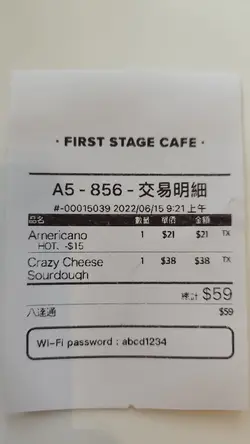 · FIRST STAGE CAFE ·
A5 - 856 - 交易明細
#-00015039 2022/06/15 9:21 上午
品名 數量 單價 金額
Americano 1 $21 $21 TX
HOT. -$15
Crazy Cheese 1 $38 $38 TX
Sourdough
總計 $59
八達通 $59
Wi-Fi password : abcd1234